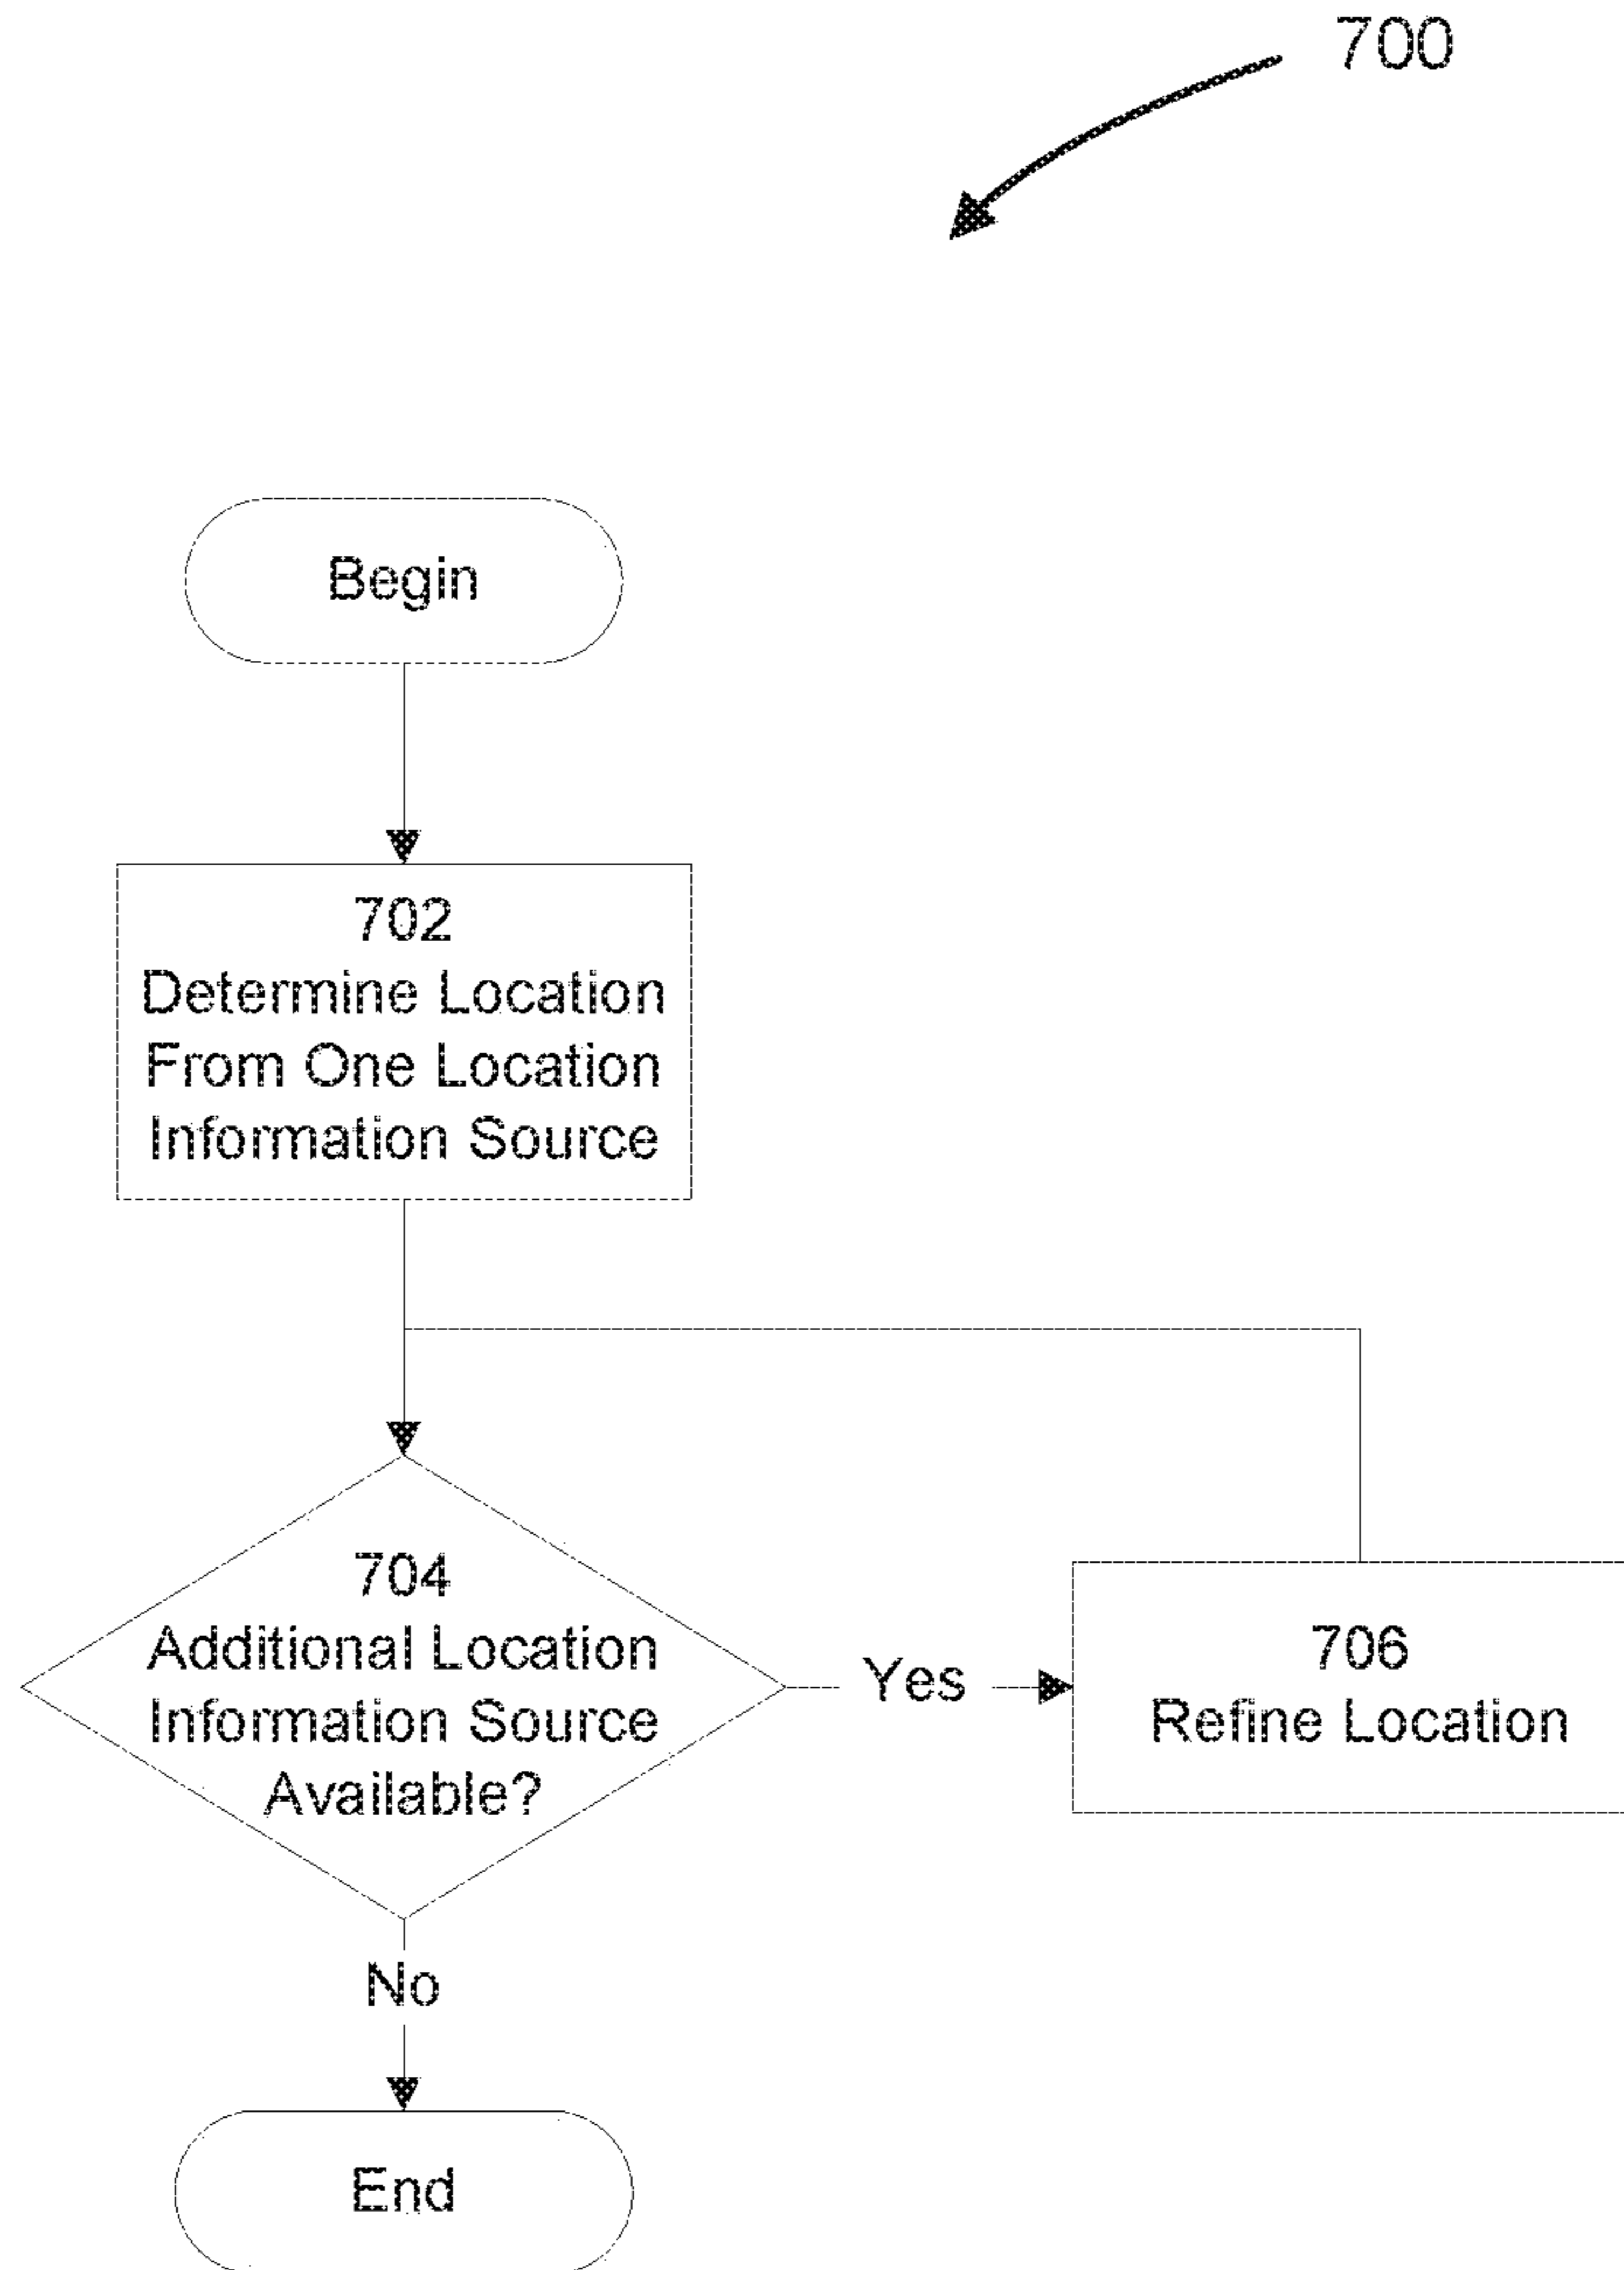 700
Begin
702
Determine Location
From One Location
Information Source
704
Additional Location
Information Source
Available?
Yes
706
Refine Location
No
End